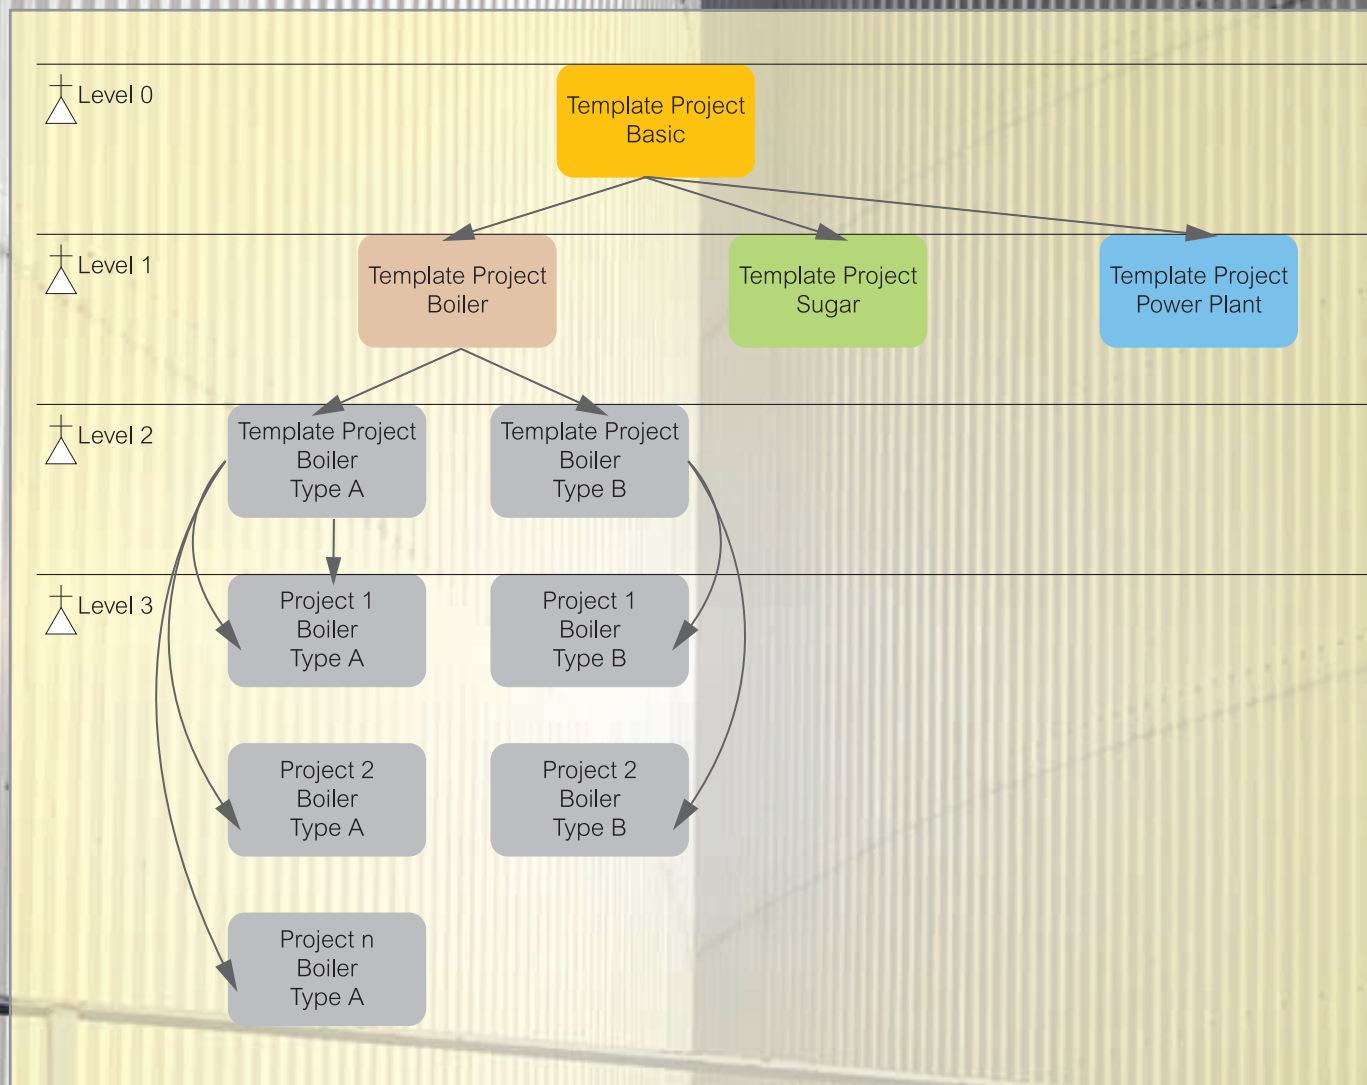 Level 0
Template Project
Basic
Level 1
Template Project
Boiler
Template Project
Sugar
Template Project
Power Plant
Level 2
Template Project
Boiler
Type A
Template Project
Boiler
Type B
Level 3
Project 1
Boiler
Type A
Project 1
Boiler
Type B
Project 2
Boiler
Type A
Project 2
Boiler
Type B
Project n
Boiler
Type A